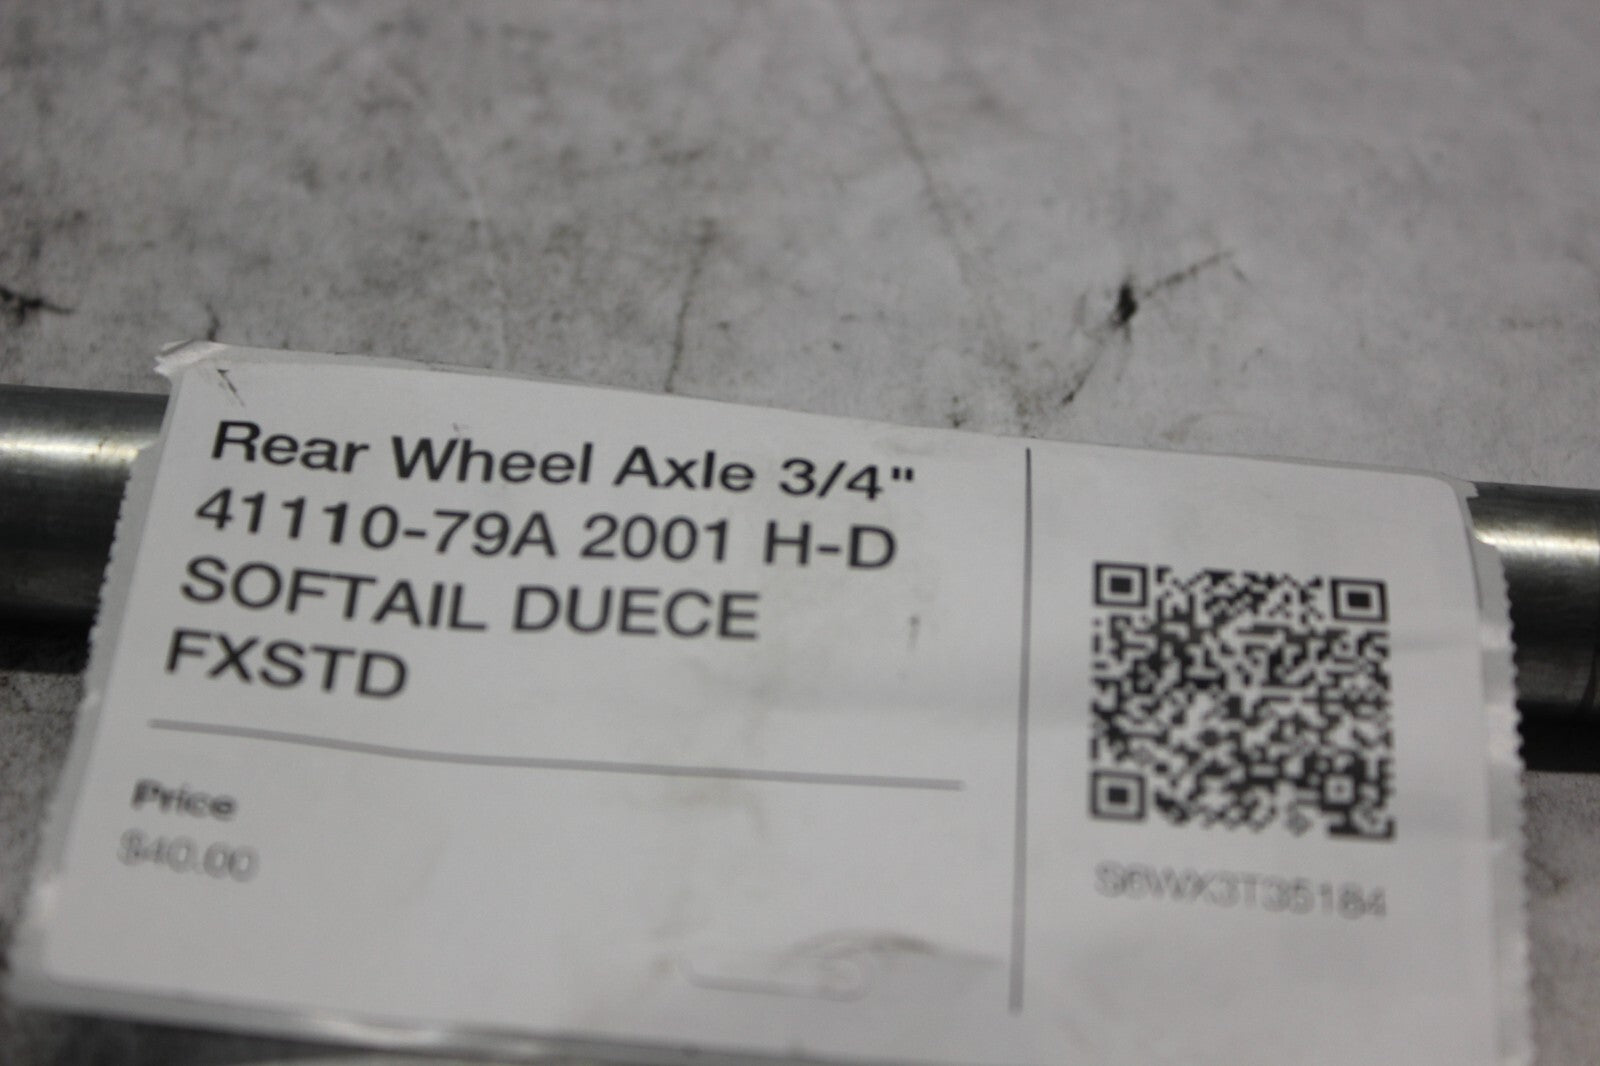 Rear Wheel Axle 3/4"
41110-79A 2001 H-D
SOFTAIL DUECE
FXSTD
Price
$40.00
S6WX3T35184